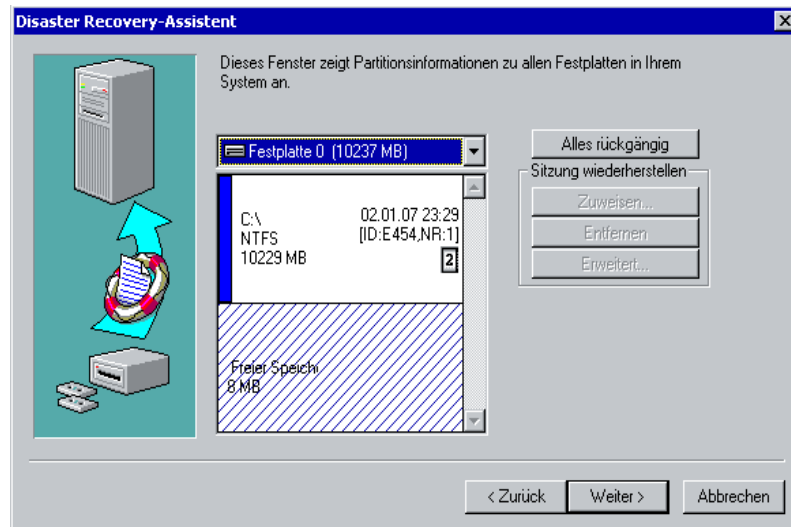 Disaster Recovery-Assistent
Dieses Fenster zeigt Partitionsinformationen zu allen Festplatten in Ihrem
System an.
Festplatte 0 (10237 MB)
Alles rückgängig
Sitzung wiederherstellen
C:\ 02.01.07 23:29
NTFS [ID:E454,NR:1]
10229 MB 2
Zuweisen...
Entfernen
Erweitert...
Freier Speich
8 MB
< Zurück Weiter > Abbrechen